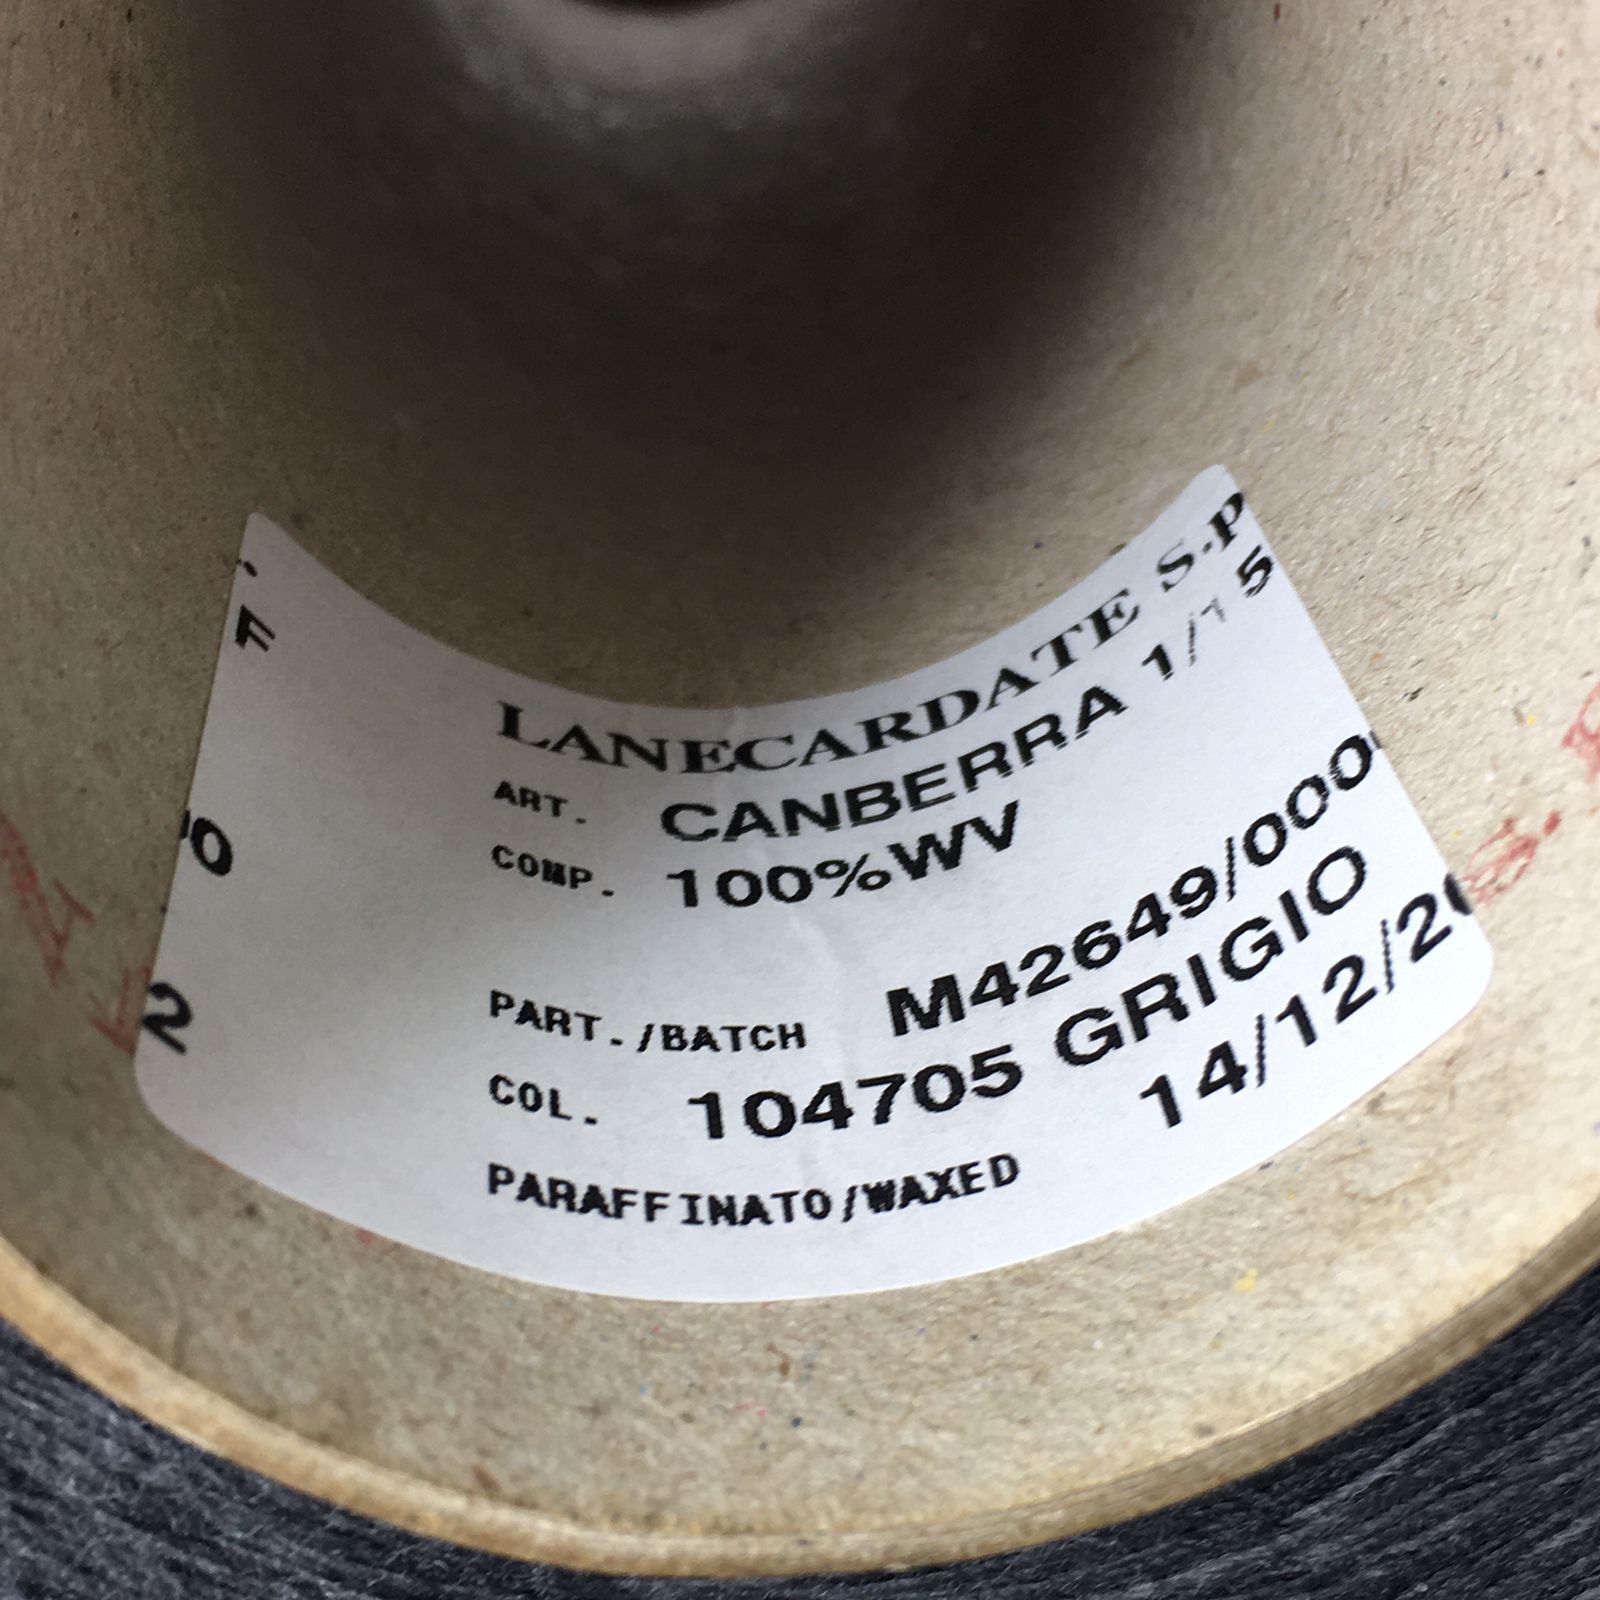 LANECARDATE S.P
ART. CANBERRA 1/15
COMP. 100%WV
PART./BATCH M42649/000
COL. 104705 GRIGIO
14/12/20
PARAFFINATO/WAXED